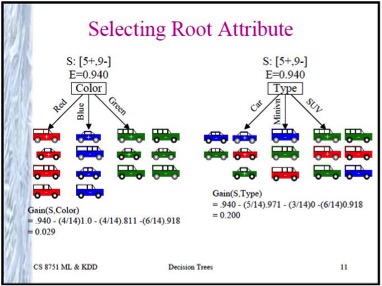 Selecting Root Attribute
S: [5+,9-]
E=0.940
Color
Red
Blue
Green
Gain(S,Color)
= .940 - (4/14)1.0 - (4/14).811 -(6/14).918
= 0.029
S: [5+,9-]
E=0.940
Type
Car
Minivn
SUV
Gain(S,Type)
= .940 - (5/14).971 - (3/14)0 -(6/14)0.918
= 0.200
CS 8751 ML & KDD
Decision Trees
11